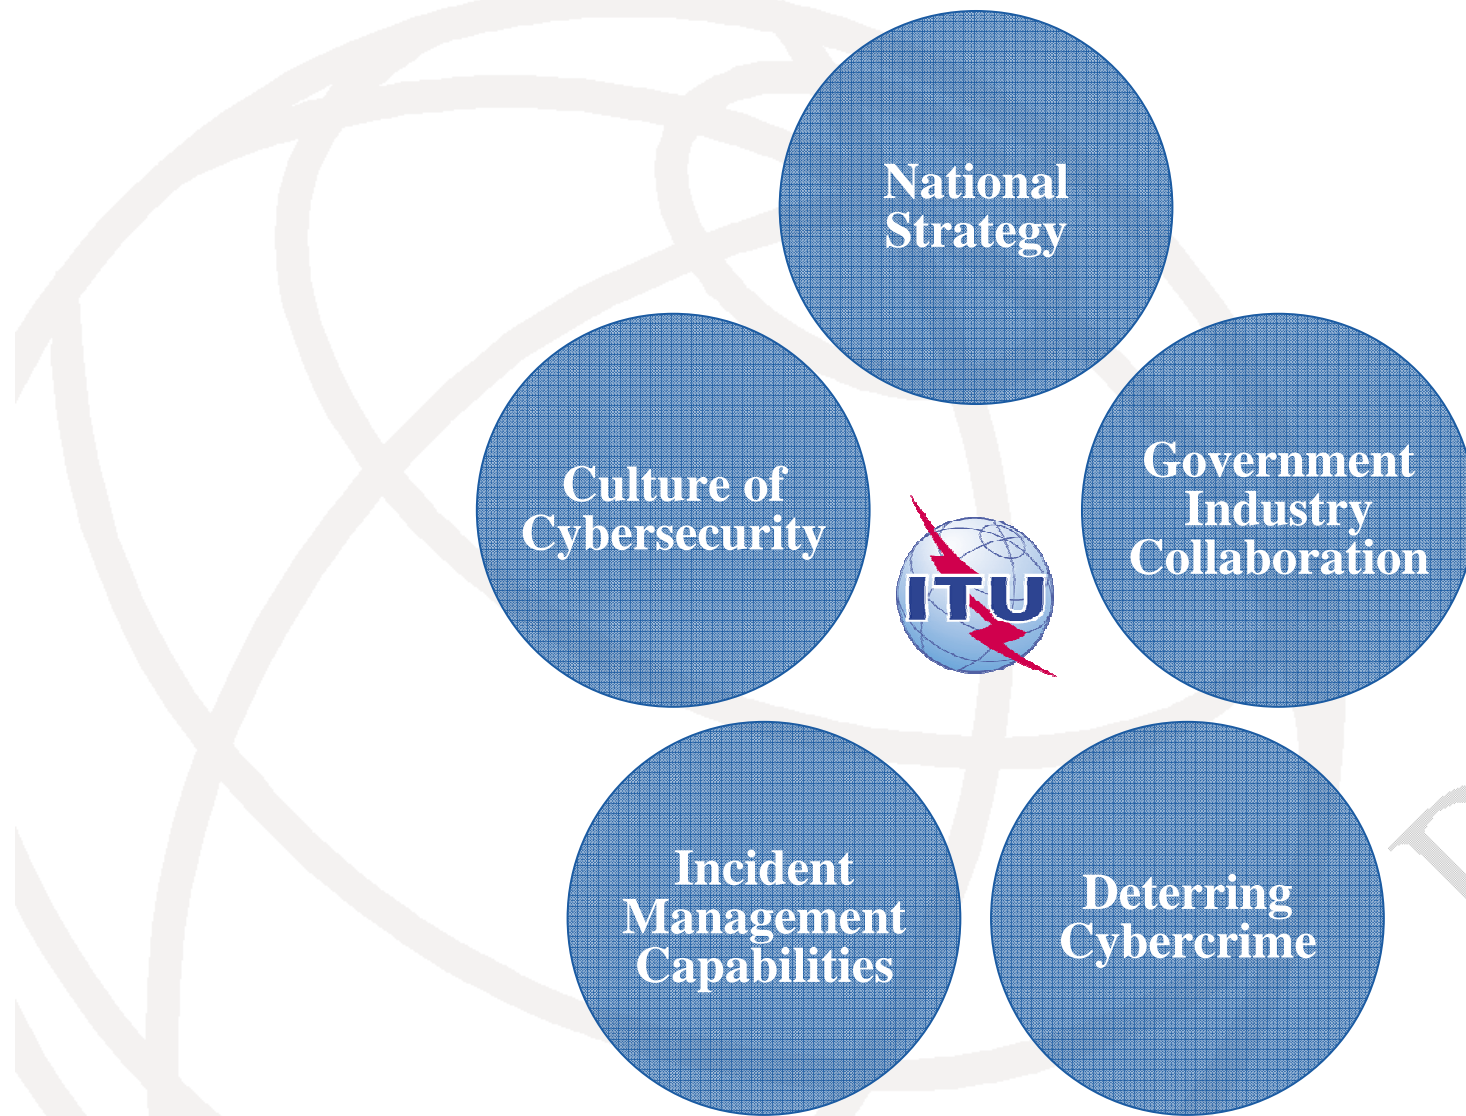 National
Strategy
Government
Industry
Collaboration
Culture of
Cybersecurity
ITU
Incident
Management
Capabilities
Deterring
Cybercrime